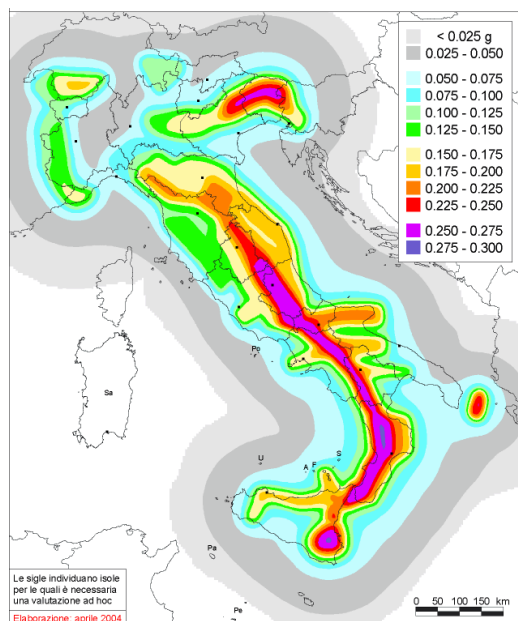 < 0.025 g
0.025 - 0.050
0.050 - 0.075
0.075 - 0.100
0.100 - 0.125
0.125 - 0.150
0.150 - 0.175
0.175 - 0.200
0.200 - 0.225
0.225 - 0.250
0.250 - 0.275
0.275 - 0.300
Po
Sa
U
A
F
S
Pa
Pe
Le sigle individuano isole
per le quali è necessaria
una valutazione ad hoc
Elaborazione: aprile 2004
0 50 100 150 km